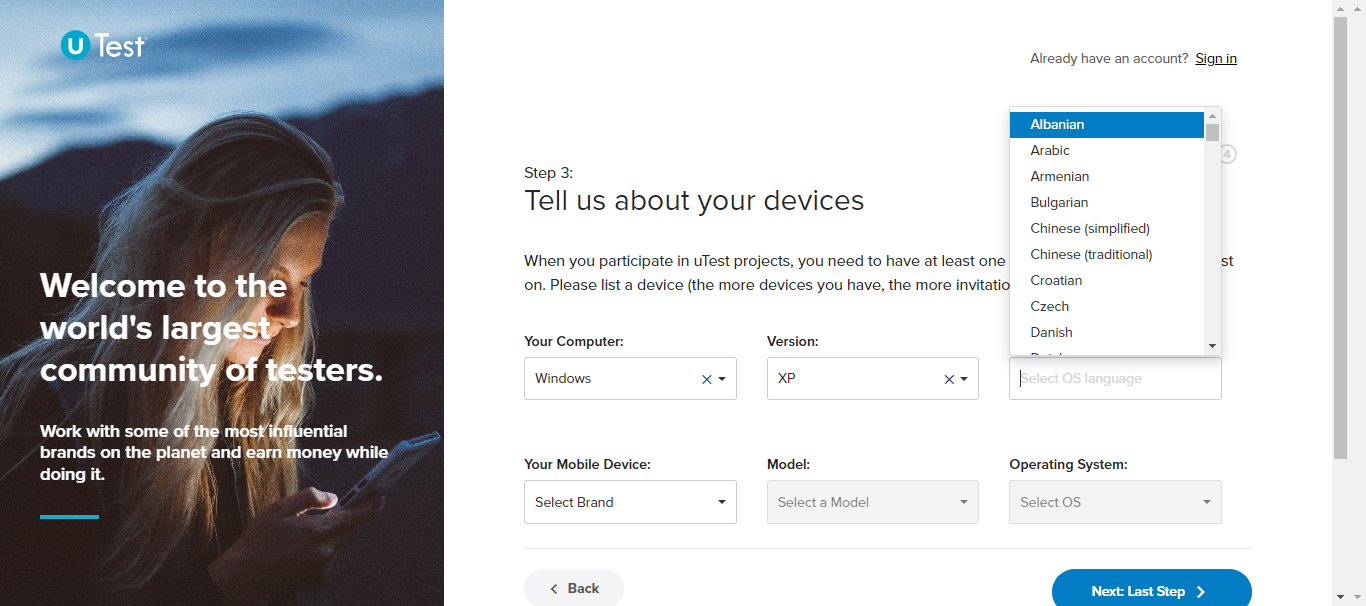 uTest
Already have an account? Sign in
Albanian
Arabic
Armenian
Bulgarian
Chinese (simplified)
Chinese (traditional)
Croatian
Czech
Danish
4
Step 3:
Tell us about your devices
When you participate in uTest projects, you need to have at least one
st
on. Please list a device (the more devices you have, the more
Welcome to the
world's largest
community of testers.
Work with some of the most influential
brands on the planet and earn money while
doing it.
Your Computer:
Version:
Windows
XP
Select OS language
Your Mobile Device:
Model:
Operating System:
Select Brand
Select a Model
Select OS
Back
Next: Last Step